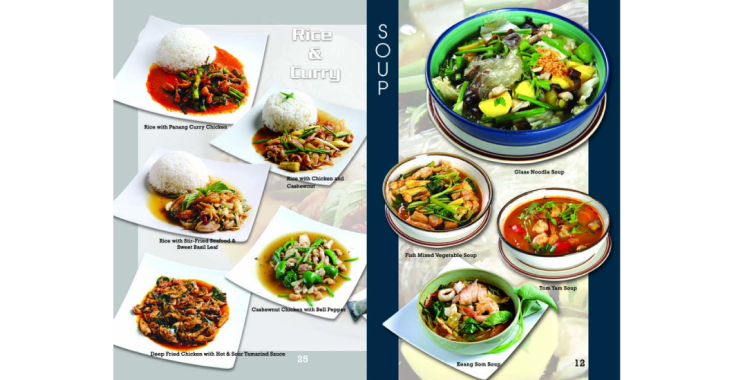 Rice
&
Curry
Rice with Panang Curry Chicken
Rice with Chicken and
Cashewnut
Rice with Stir-Fried Seafood &
Sweet Basil Leaf
Cashewnut Chicken with Bell Pepper
Deep Fried Chicken with Hot & Sour Tamarind Sauce
25
SOUP
Glass Noodle Soup
Fish Mixed Vegetable Soup
Tom Yam Soup
Keang Som Soup
12